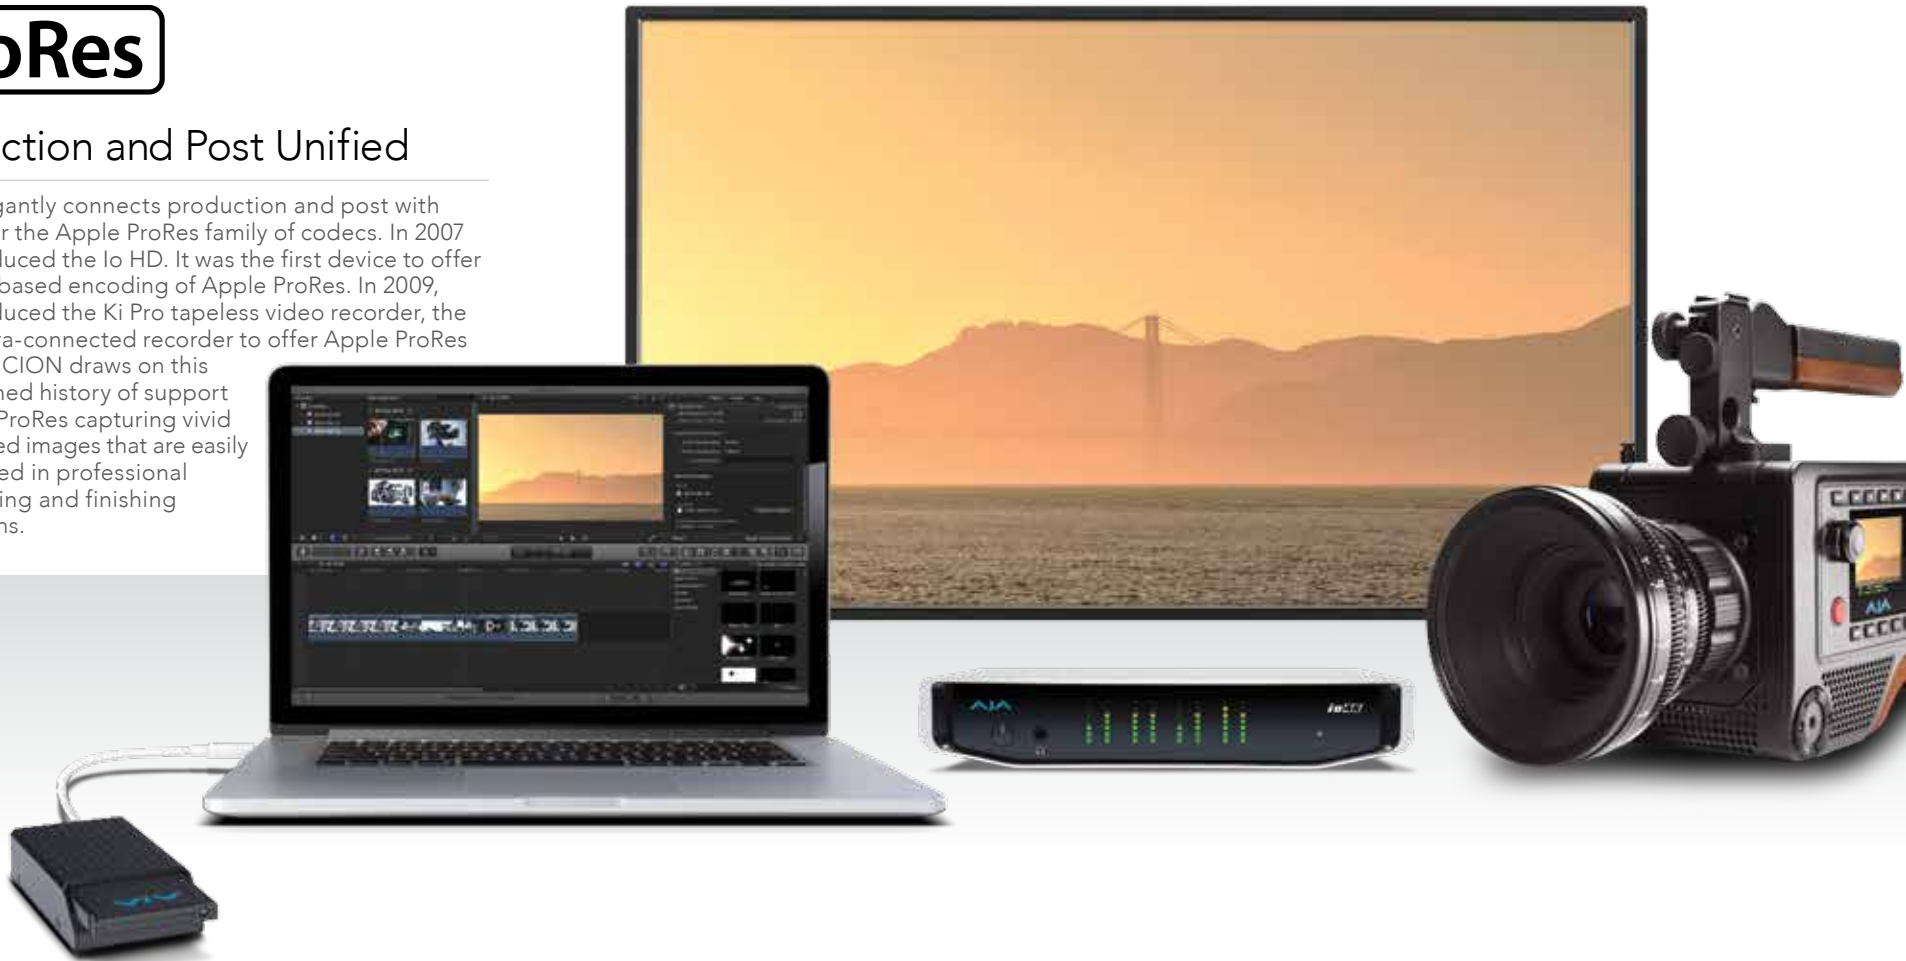 oRes
ction and Post Unified
gantly connects production and post with
r the Apple ProRes family of codecs. In 2007
duced the Io HD. It was the first device to offer
based encoding of Apple ProRes. In 2009,
duced the Ki Pro tapeless video recorder, the
ra-connected recorder to offer Apple ProRes
CION draws on this
ned history of support
ProRes capturing vivid
ed images that are easily
ed in professional
ing and finishing
ns.
AJA
AJA
AJA